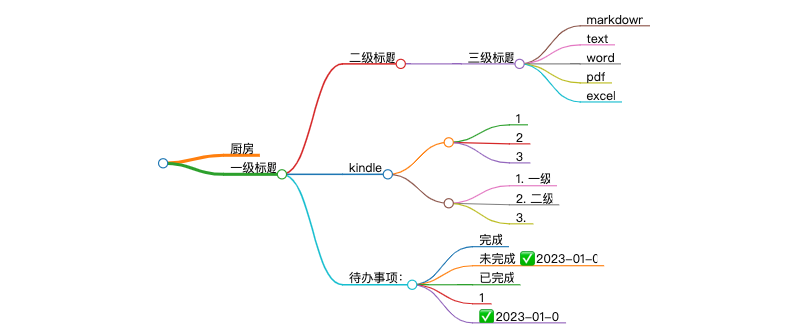 厨房
一级标题
二级标题
三级标题
markdowr
text
word
pdf
excel
kindle
1
2
3
1. 一级
2. 二级
3.
待办事项：
完成
未完成 ✅2023-01-0
已完成
1
✅2023-01-0